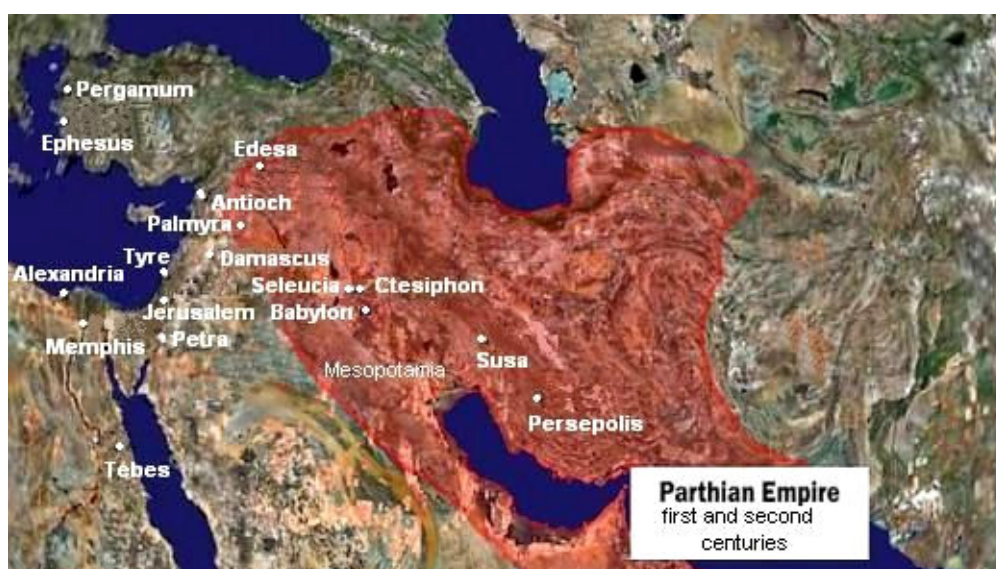 Pergamum
Ephesus
Edesa
Antioch
Palmyra
Tyre
Damascus
Alexandria
Seleucia
Ctesiphon
Jerusalem
Babylon
Memphis
Petra
Susa
Mesopotamia
Persepolis
Tebes
Parthian Empire
first and second
centuries